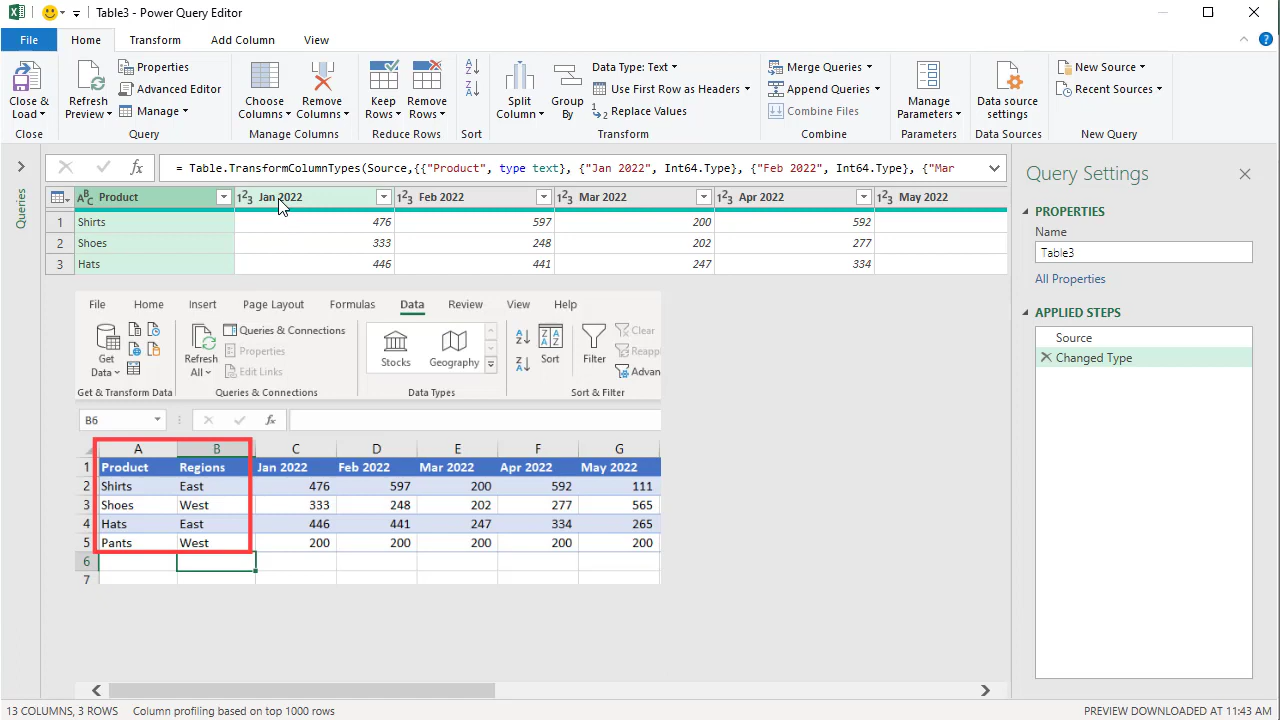 Table3 - Power Query Editor
File Home Transform Add Column View
Close & Load
Refresh Preview
Properties
Advanced Editor
Manage
Choose Columns
Remove Columns
Keep Rows
Remove Rows
Split Column
Group By
Data Type: Text
Use First Row as Headers
Replace Values
Merge Queries
Append Queries
Combine Files
Manage Parameters
Data source settings
New Source
Recent Sources
Close Query Manage Columns Reduce Rows Sort Transform Combine Parameters Data Sources New Query
Queries
= Table.TransformColumnTypes(Source,{{"Product", type text}, {"Jan 2022", Int64.Type}, {"Feb 2022", Int64.Type}, {"Mar
Product Jan 2022 Feb 2022 Mar 2022 Apr 2022 May 2022
1 Shirts 476 597 200 592
2 Shoes 333 248 202 277
3 Hats 446 441 247 334
File Home Insert Page Layout Formulas Data Review View Help
Get Data
Refresh All
Queries & Connections
Properties
Edit Links
Stocks
Geography
Sort
Filter
Clear
Reapp
Advan
Get & Transform Data Queries & Connections Data Types Sort & Filter
B6
A B C D E F G
1 Product Regions Jan 2022 Feb 2022 Mar 2022 Apr 2022 May 2022
2 Shirts East 476 597 200 592 111
3 Shoes West 333 248 202 277 565
4 Hats East 446 441 247 334 265
5 Pants West 200 200 200 200 200
6
7
Query Settings
PROPERTIES
Name
Table3
All Properties
APPLIED STEPS
Source
Changed Type
13 COLUMNS, 3 ROWS Column profiling based on top 1000 rows PREVIEW DOWNLOADED AT 11:43 AM